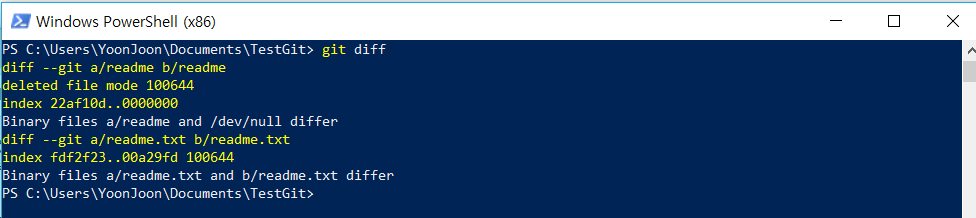 Windows PowerShell (x86)
PS C:\Users\YoonJoon\Documents\TestGit> git diff
diff --git a/readme b/readme
deleted file mode 100644
index 22af10d..0000000
Binary files a/readme and /dev/null differ
diff --git a/readme.txt b/readme.txt
index fdf2f23..00a29fd 100644
Binary files a/readme.txt and b/readme.txt differ
PS C:\Users\YoonJoon\Documents\TestGit>